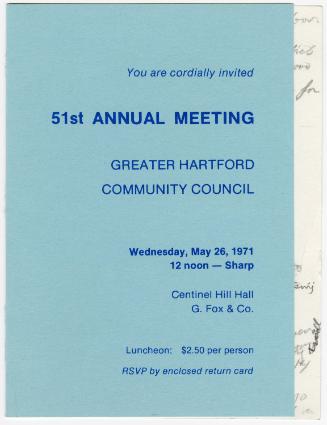 You are cordially invited
51st ANNUAL MEETING
GREATER HARTFORD
COMMUNITY COUNCIL
Wednesday, May 26, 1971
12 noon — Sharp
Centinel Hill Hall
G. Fox & Co.
Luncheon: $2.50 per person
RSVP by enclosed return card
for